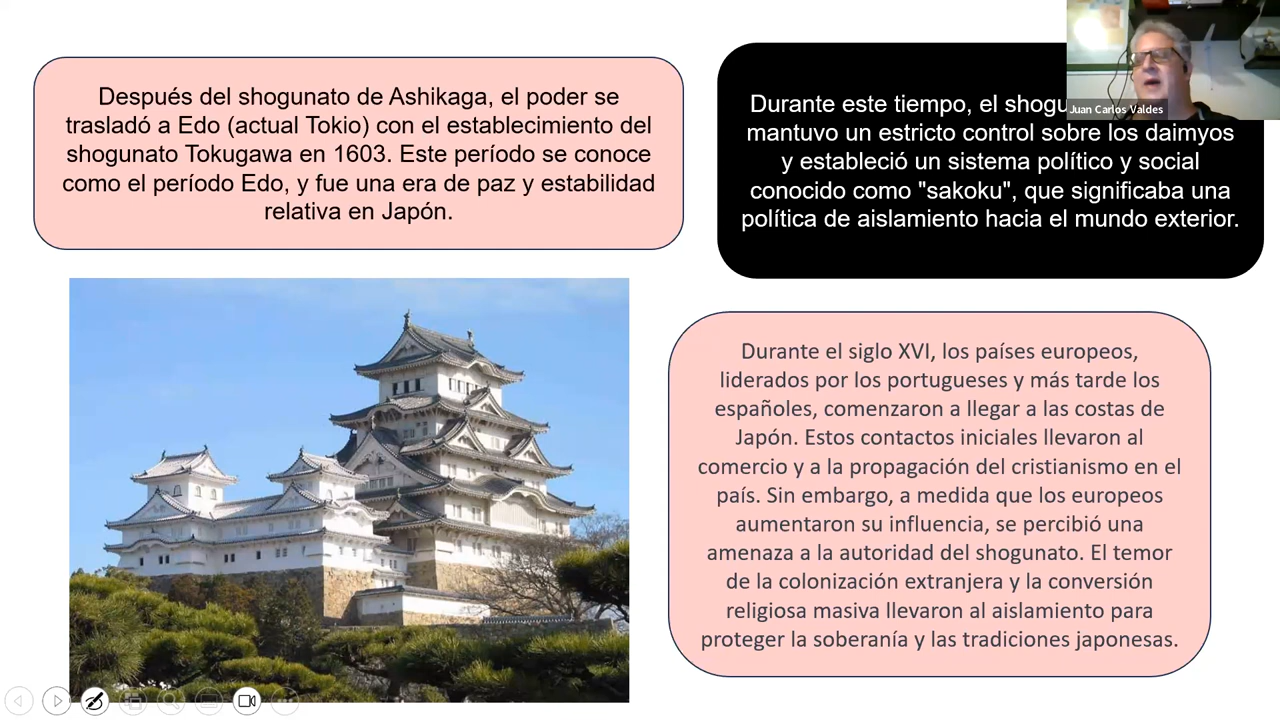 Después del shogunato de Ashikaga, el poder se
trasladó a Edo (actual Tokio) con el establecimiento del
shogunato Tokugawa en 1603. Este período se conoce
como el período Edo, y fue una era de paz y estabilidad
relativa en Japón.
Durante este tiempo, el shogu
mantuvo un estricto control sobre los daimyos
y estableció un sistema político y social
conocido como "sakoku", que significaba una
política de aislamiento hacia el mundo exterior.
Juan Carlos Valdes
Durante el siglo XVI, los países europeos,
liderados por los portugueses y más tarde los
españoles, comenzaron a llegar a las costas de
Japón. Estos contactos iniciales llevaron al
comercio y a la propagación del cristianismo en el
país. Sin embargo, a medida que los europeos
aumentaron su influencia, se percibió una
amenaza a la autoridad del shogunato. El temor
de la colonización extranjera y la conversión
religiosa masiva llevaron al aislamiento para
proteger la soberanía y las tradiciones japonesas.